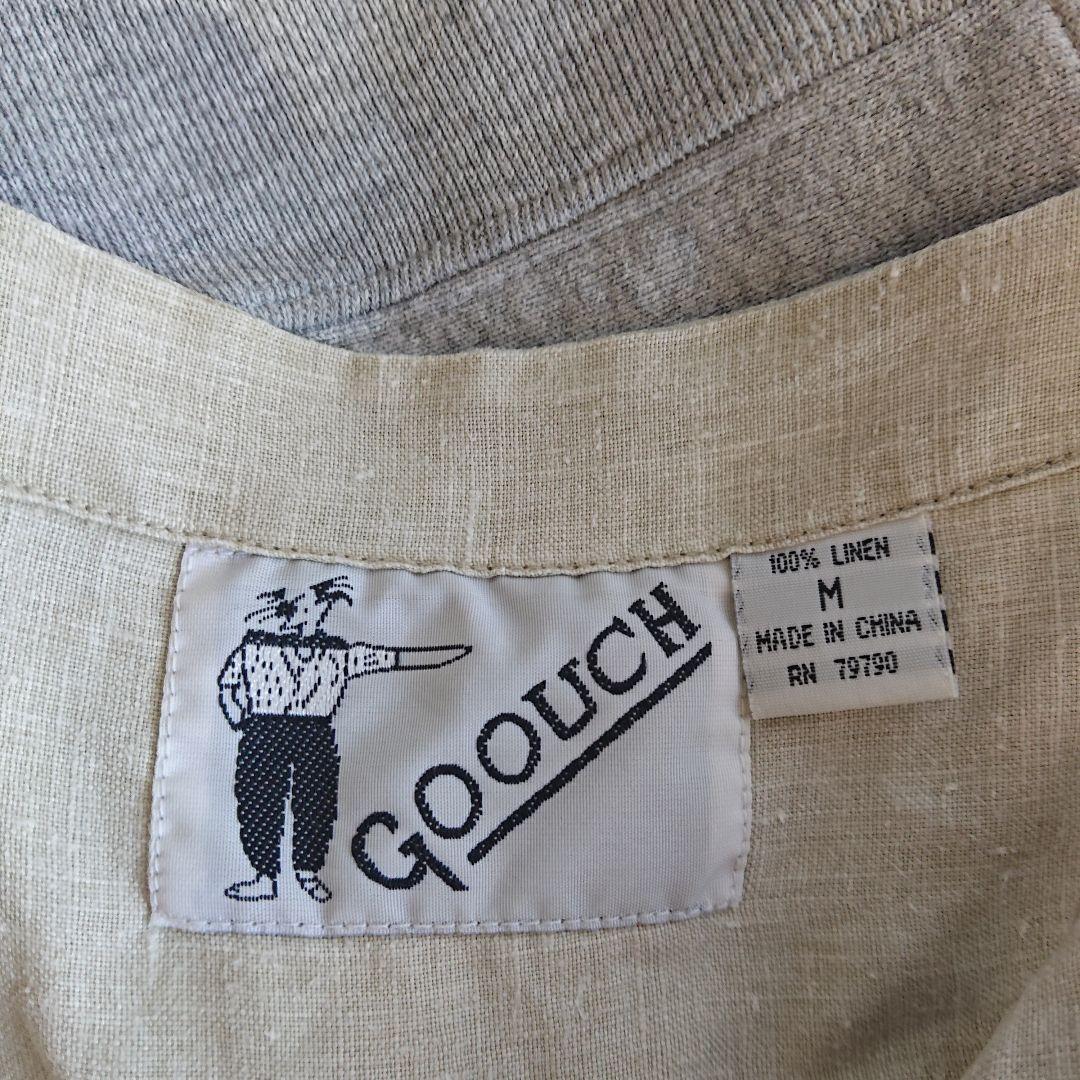 GOOUCH
100% LINEN
M
MADE IN CHINA
RN 79790